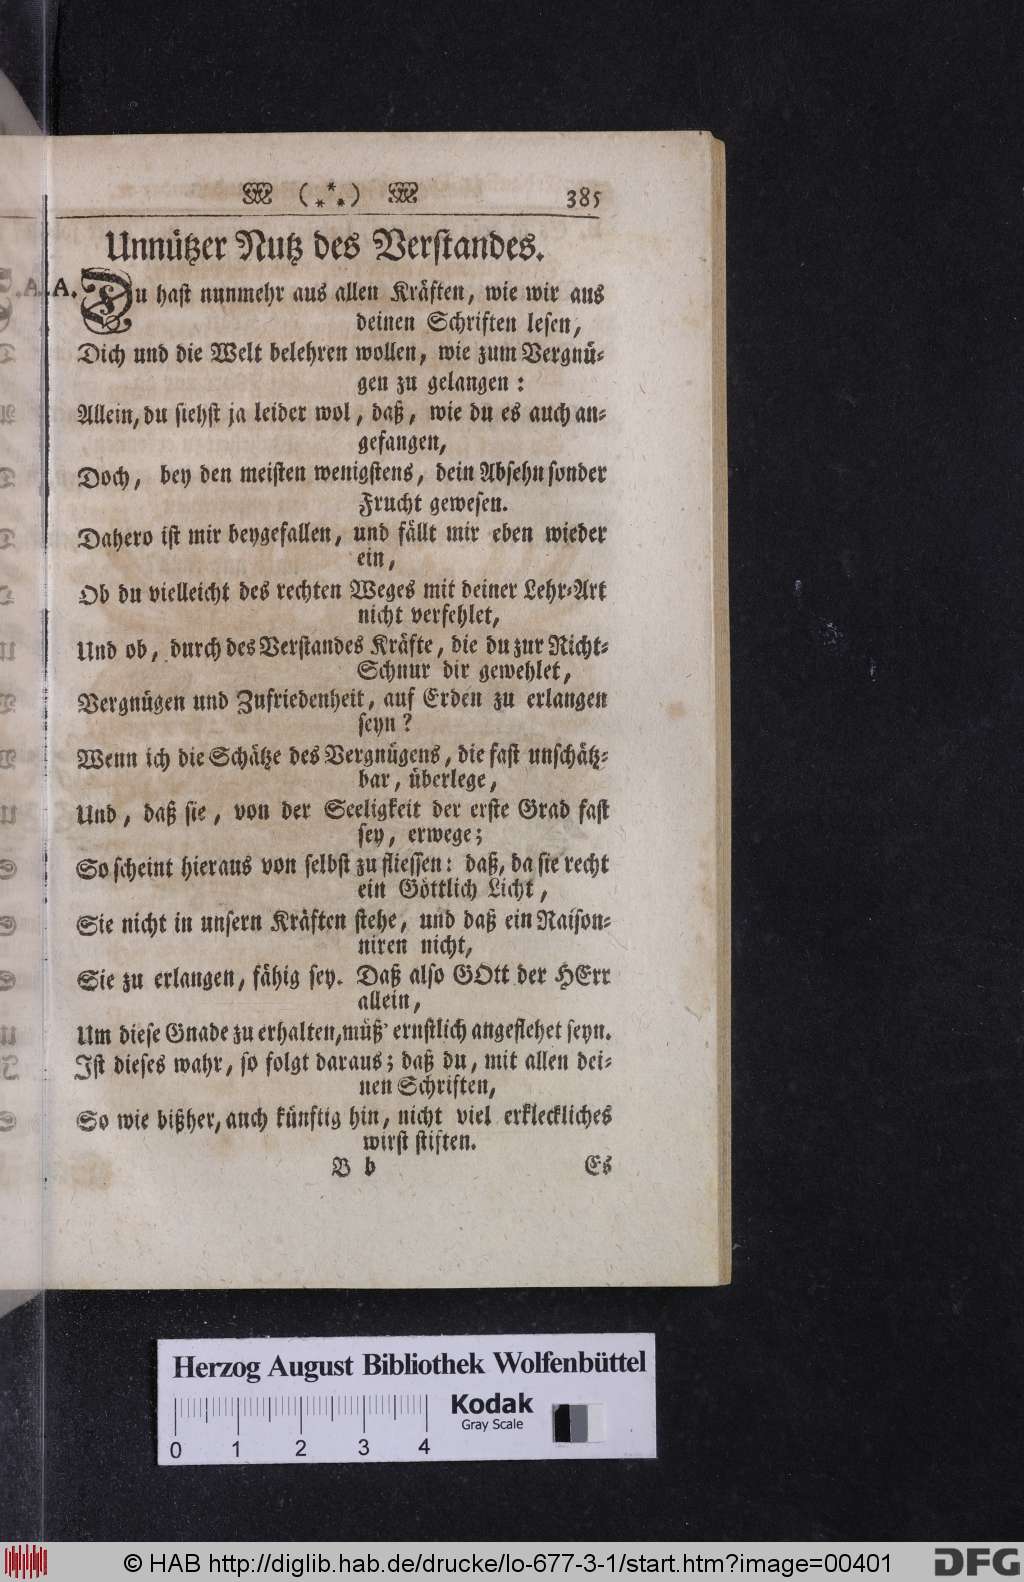 (***) 385
Unnützer Nutz des Verstandes.
A. Du hast nunmehr aus allen Kräften, wie wir aus
deinen Schriften lesen,
Dich und die Welt belehren wollen, wie zum Vergnü-
gen zu gelangen:
Allein, du siehst ja leider wol, daß, wie du es auch an-
gefangen,
Doch, bey den meisten wenigstens, dein Absehn sonder
Frucht gewesen.
Dahero ist mir beygefallen, und fällt mir eben wieder
ein,
Ob du vielleicht des rechten Weges mit deiner Lehr-Art
nicht verfehlet,
Und ob, durch des Verstandes Kräfte, die du zur Richt-
Schnur dir gewehlet,
Vergnügen und Zufriedenheit, auf Erden zu erlangen
seyn?
Wenn ich die Schätze des Vergnügens, die fast unschätz-
bar, überlege,
Und, daß sie, von der Seeligkeit der erste Grad fast
sey, erwege;
So scheint hieraus von selbst zu fliessen: daß, da sie recht
ein Göttlich Licht,
Sie nicht in unsern Kräften stehe, und daß ein Raison-
niren nicht,
Sie zu erlangen, fähig sey. Daß also GOtt der HErr
allein,
Um diese Gnade zu erhalten, müß' ernstlich angeflehet seyn.
Ist dieses wahr, so folgt daraus; daß du, mit allen dei-
nen Schriften,
So wie bißher, auch künftig hin, nicht viel erkleckliches
wirst stiften.
B b Es
Herzog August Bibliothek Wolfenbüttel
Kodak
Gray Scale
0 1 2 3 4
© HAB http://diglib.hab.de/drucke/lo-677-3-1/start.htm?image=00401 DFG